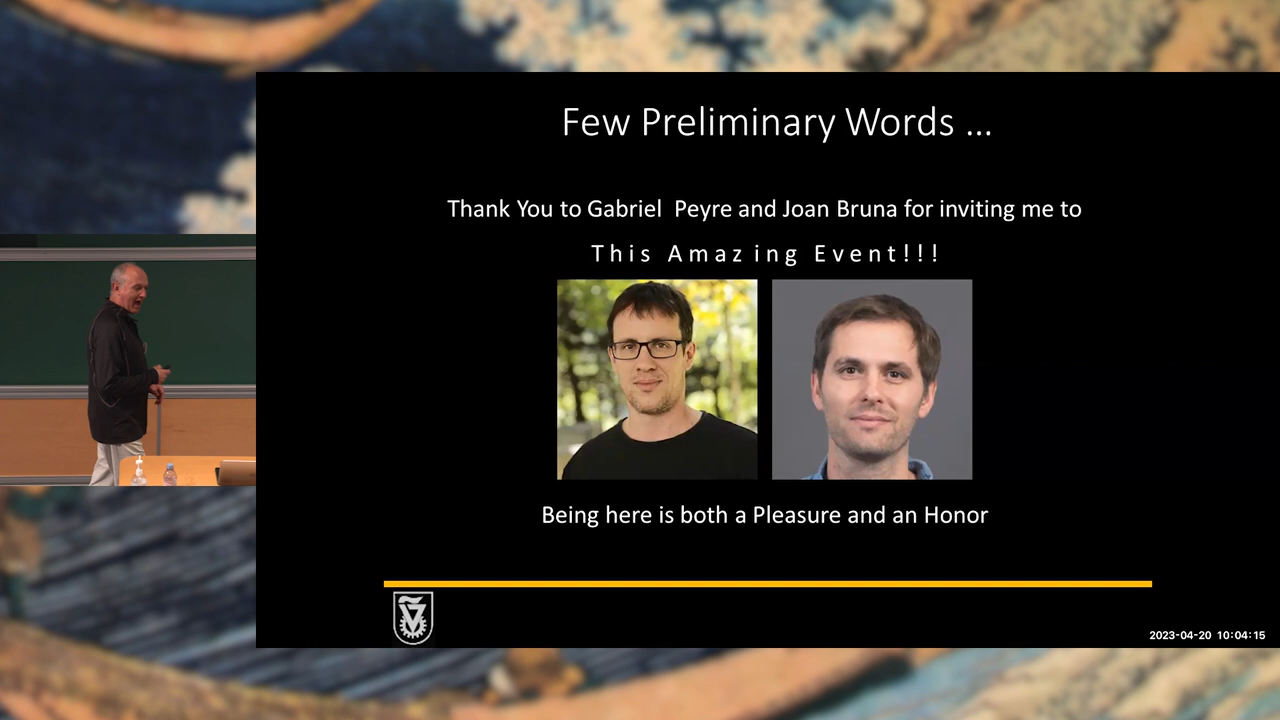 Few Preliminary Words ...
Thank You to Gabriel Peyre and Joan Bruna for inviting me to
This Amazing Event!!!
Being here is both a Pleasure and an Honor
2023-04-20 10:04:15